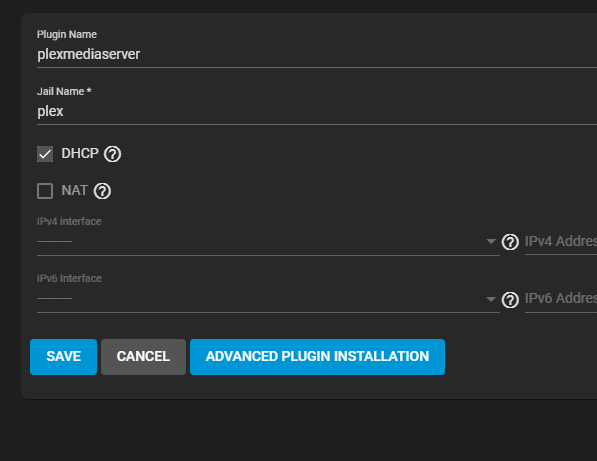 Plugin Name
plexmediaserver
Jail Name *
plex
DHCP
NAT
IPv4 interface
IPv4 Addres
IPv6 Interface
IPv6 Addres
SAVE CANCEL ADVANCED PLUGIN INSTALLATION